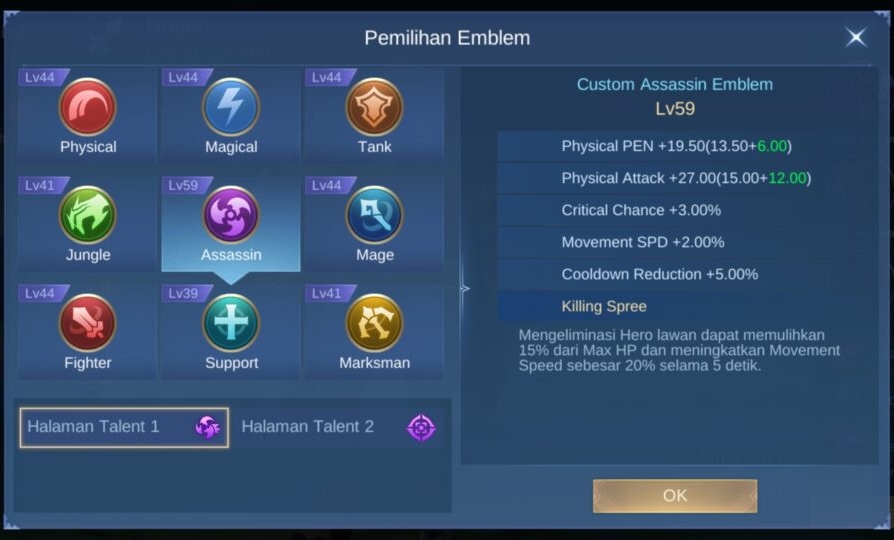 Pemilihan Emblem
Lv44
Physical
Lv44
Magical
Lv44
Tank
Lv41
Jungle
Lv59
Assassin
Lv44
Mage
Lv44
Fighter
Lv39
Support
Lv41
Marksman
Halaman Talent 1
Halaman Talent 2
Custom Assassin Emblem
Lv59
Physical PEN +19.50(13.50+6.00)
Physical Attack +27.00(15.00+12.00)
Critical Chance +3.00%
Movement SPD +2.00%
Cooldown Reduction +5.00%
Killing Spree
Mengeliminasi Hero lawan dapat memulihkan
15% dari Max HP dan meningkatkan Movement
Speed sebesar 20% selama 5 detik.
OK